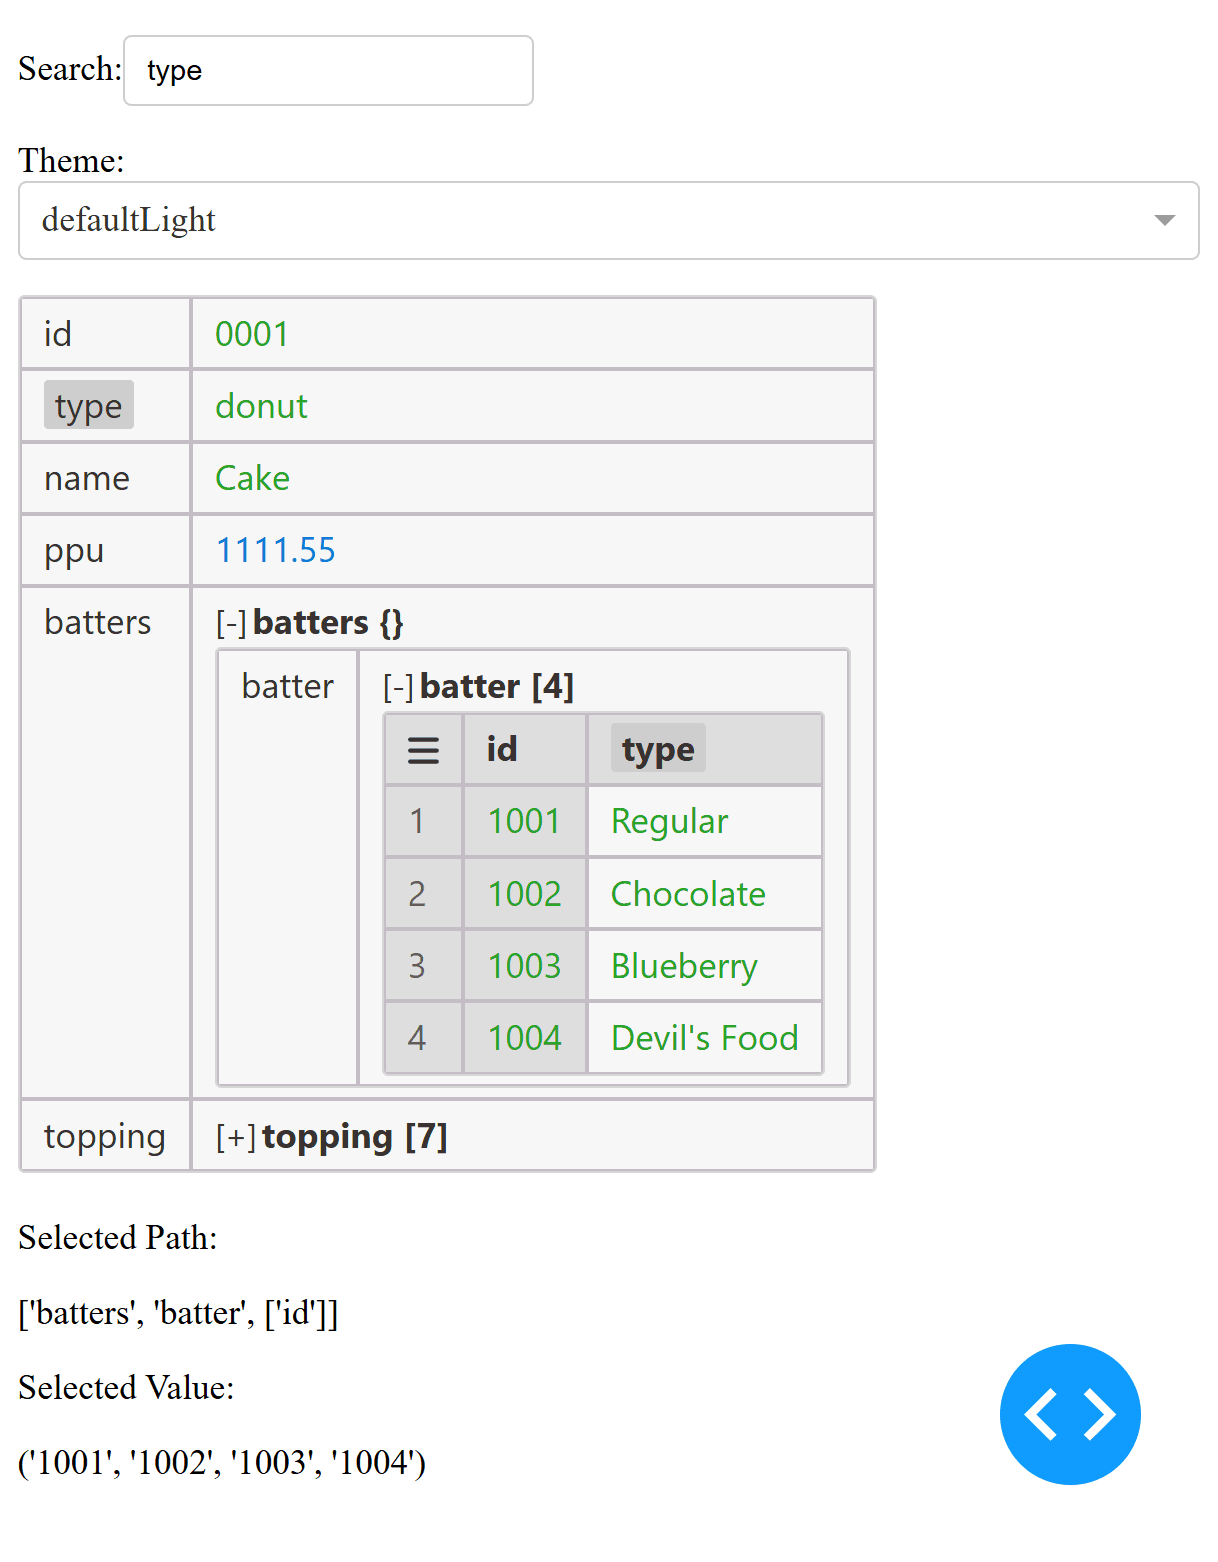 Search: type
Theme:
defaultLight
id 0001
type donut
name Cake
ppu 1111.55
batters [-] batters {}
batter [-] batter [4]
☰ id type
1 1001 Regular
2 1002 Chocolate
3 1003 Blueberry
4 1004 Devil's Food
topping [+] topping [7]
Selected Path:
['batters', 'batter', ['id']]
Selected Value:
('1001', '1002', '1003', '1004')